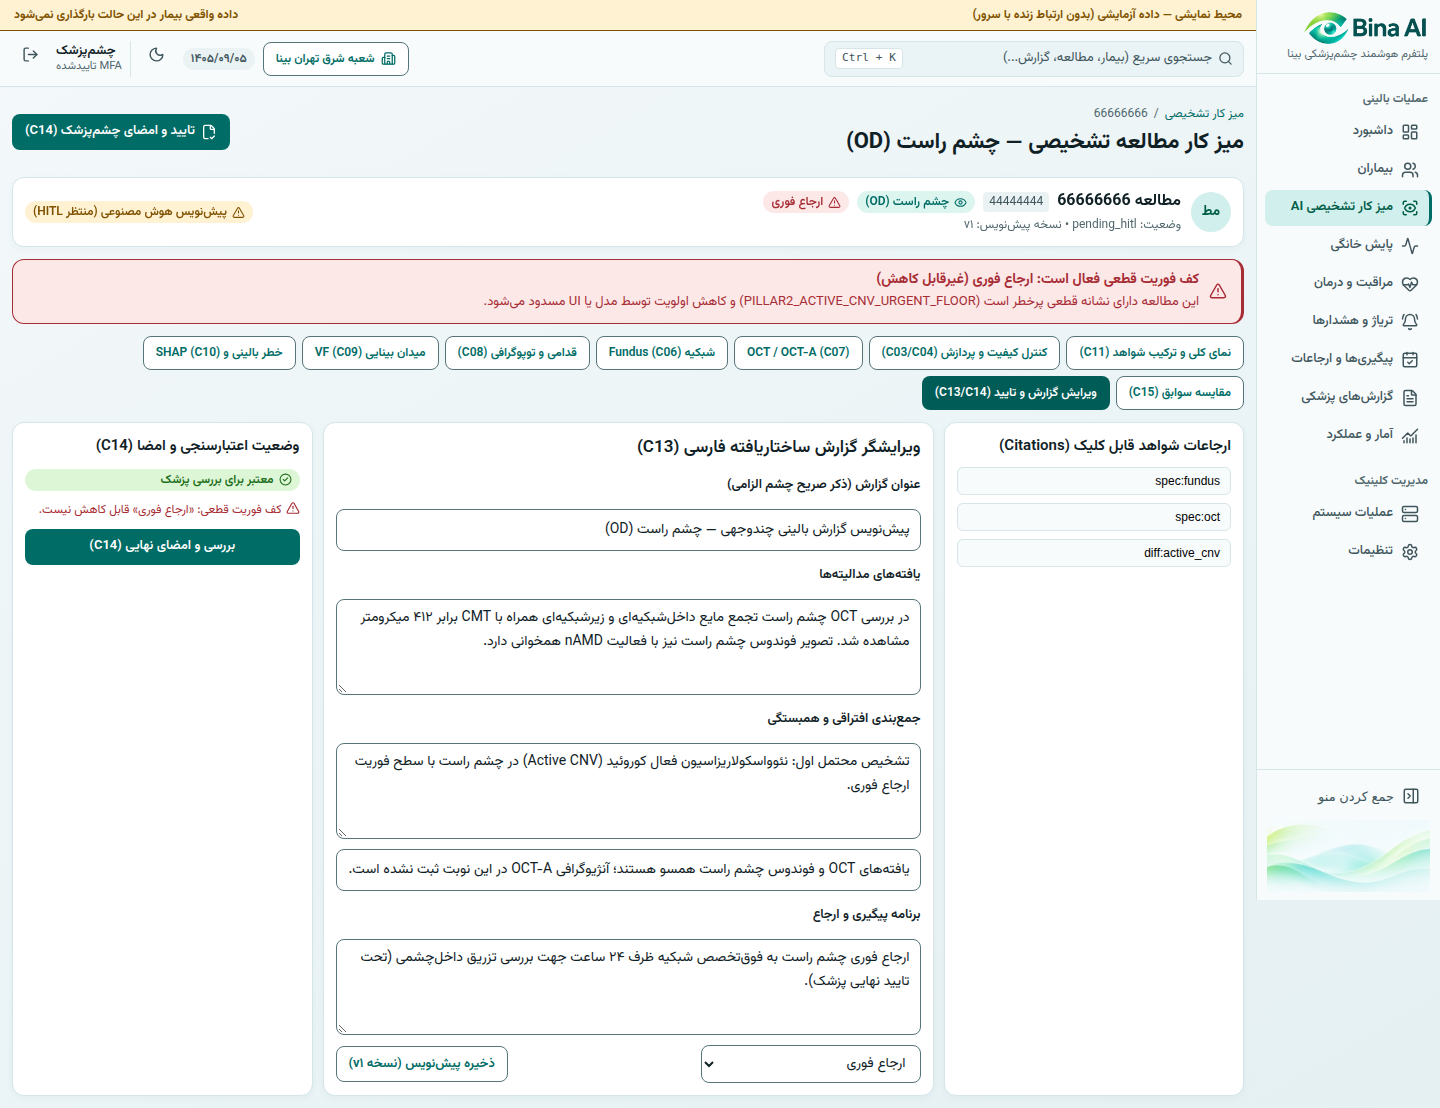 محیط نمایشی — داده آزمایشی (بدون ارتباط زنده با سرور)
داده واقعی بیمار در این حالت بارگذاری نمی‌شود
Bina AI
پلتفرم هوشمند چشم‌پزشکی بینا
جستجوی سریع (بیمار، مطالعه، گزارش...)
Ctrl + K
شعبه شرق تهران بینا
۱۴۰۵/۰۹/۰۵
چشم‌پزشک
MFA تاییدشده
عملیات بالینی
داشبورد
بیماران
میز کار تشخیصی AI
پایش خانگی
مراقبت و درمان
تریاژ و هشدارها
پیگیری‌ها و ارجاعات
گزارش‌های پزشکی
آمار و عملکرد
مدیریت کلینیک
عملیات سیستم
تنظیمات
جمع کردن منو
میز کار تشخیصی / 66666666
میز کار مطالعه تشخیصی — چشم راست (OD)
تایید و امضای چشم‌پزشک (C14)
مط
مطالعه 66666666
44444444
چشم راست (OD)
ارجاع فوری
وضعیت: pending_hitl • نسخه پیش‌نویس: v۱
پیش‌نویس هوش مصنوعی (منتظر HITL)
کف فوریت قطعی فعال است: ارجاع فوری (غیرقابل کاهش)
این مطالعه دارای نشانه قطعی پرخطر است (PILLAR2_ACTIVE_CNV_URGENT_FLOOR) و کاهش اولویت توسط مدل یا UI مسدود می‌شود.
نمای کلی و ترکیب شواهد (C11)
کنترل کیفیت و پردازش (C03/C04)
OCT / OCT-A (C07)
شبکیه Fundus (C06)
قدامی و توپوگرافی (C08)
میدان بینایی VF (C09)
خطر بالینی و SHAP (C10)
مقایسه سوابق (C15)
ویرایش گزارش و تایید (C13/C14)
ارجاعات شواهد قابل کلیک (Citations)
spec:fundus
spec:oct
diff:active_cnv
ویرایشگر گزارش ساختاریافته فارسی (C13)
عنوان گزارش (ذکر صریح چشم الزامی)
پیش‌نویس گزارش بالینی چندوجهی — چشم راست (OD)
یافته‌های مدالیته‌ها
در بررسی OCT چشم راست تجمع مایع داخل‌شبکیه‌ای و زیرشبکیه‌ای همراه با CMT برابر ۴۱۲ میکرومتر
مشاهده شد. تصویر فوندوس چشم راست نیز با فعالیت nAMD همخوانی دارد.
جمع‌بندی افتراقی و همبستگی
تشخیص محتمل اول: نئوواسکولاریزاسیون فعال کوروئید (Active CNV) در چشم راست با سطح فوریت
ارجاع فوری.
یافته‌های OCT و فوندوس چشم راست همسو هستند؛ آنژیوگرافی OCT-A در این نوبت ثبت نشده است.
برنامه پیگیری و ارجاع
ارجاع فوری چشم راست به فوق‌تخصص شبکیه ظرف ۲۴ ساعت جهت بررسی تزریق داخل‌چشمی (تحت
تایید نهایی پزشک).
ارجاع فوری
ذخیره پیش‌نویس (نسخه v۱)
وضعیت اعتبارسنجی و امضا (C14)
معتبر برای بررسی پزشک
کف فوریت قطعی: «ارجاع فوری» قابل کاهش نیست.
بررسی و امضای نهایی (C14)